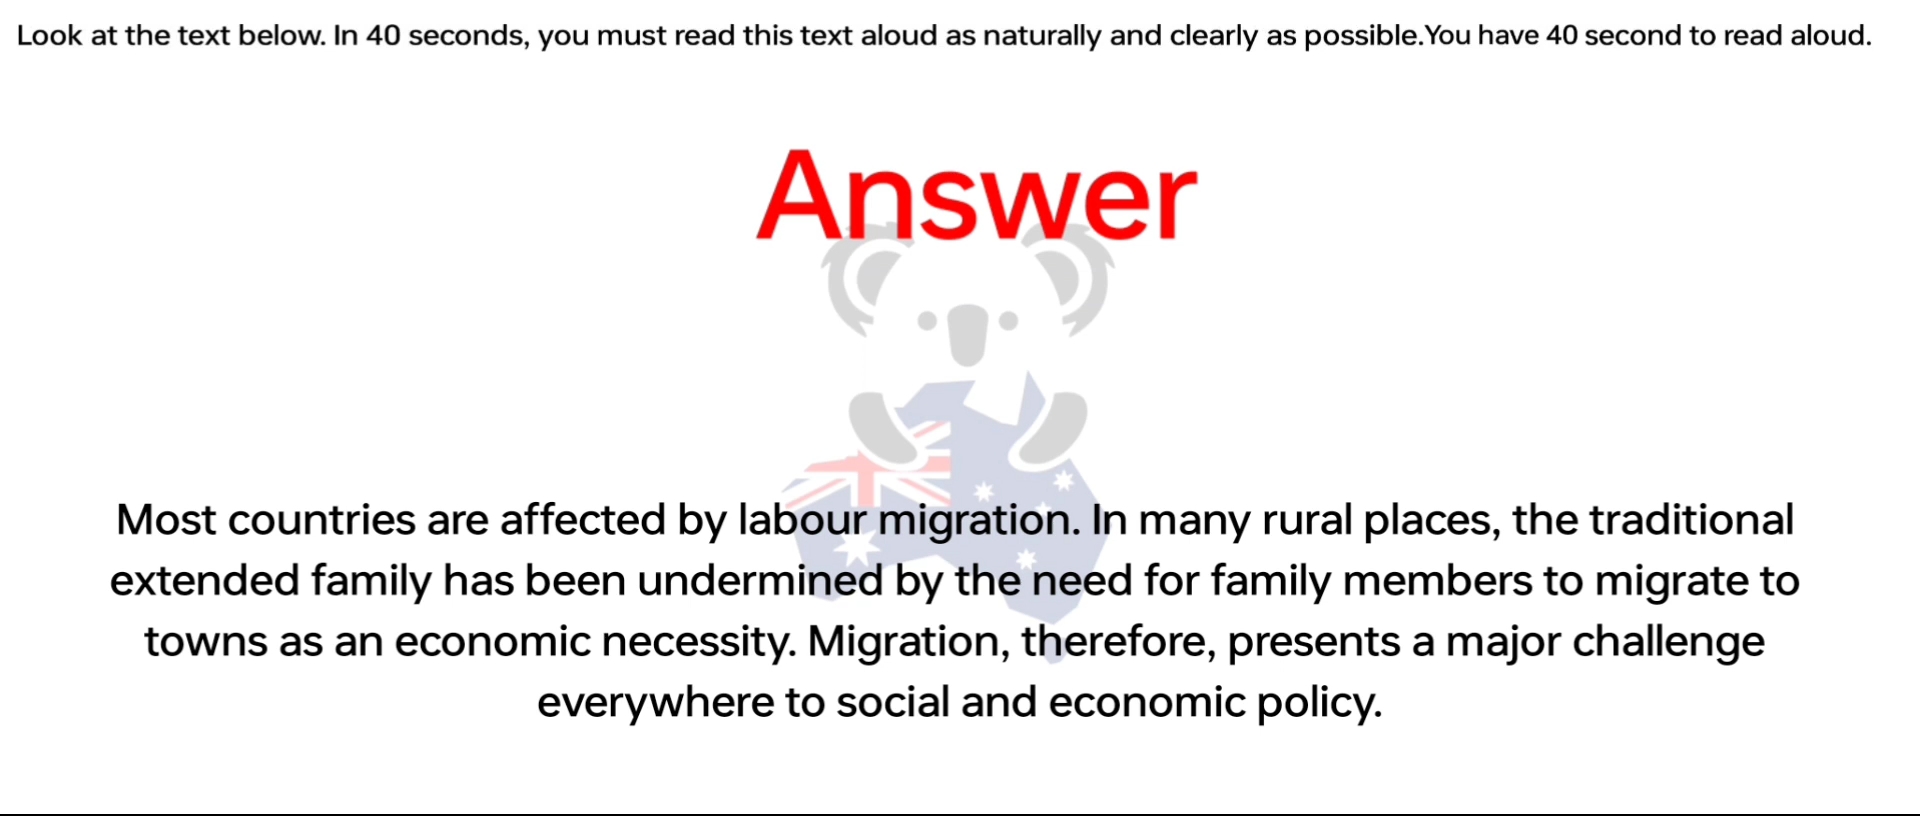 Look at the text below. In 40 seconds, you must read this text aloud as naturally and clearly as possible.You have 40 second to read aloud.
Answer
Most countries are affected by labour migration. In many rural places, the traditional
extended family has been undermined by the need for family members to migrate to
towns as an economic necessity. Migration, therefore, presents a major challenge
everywhere to social and economic policy.